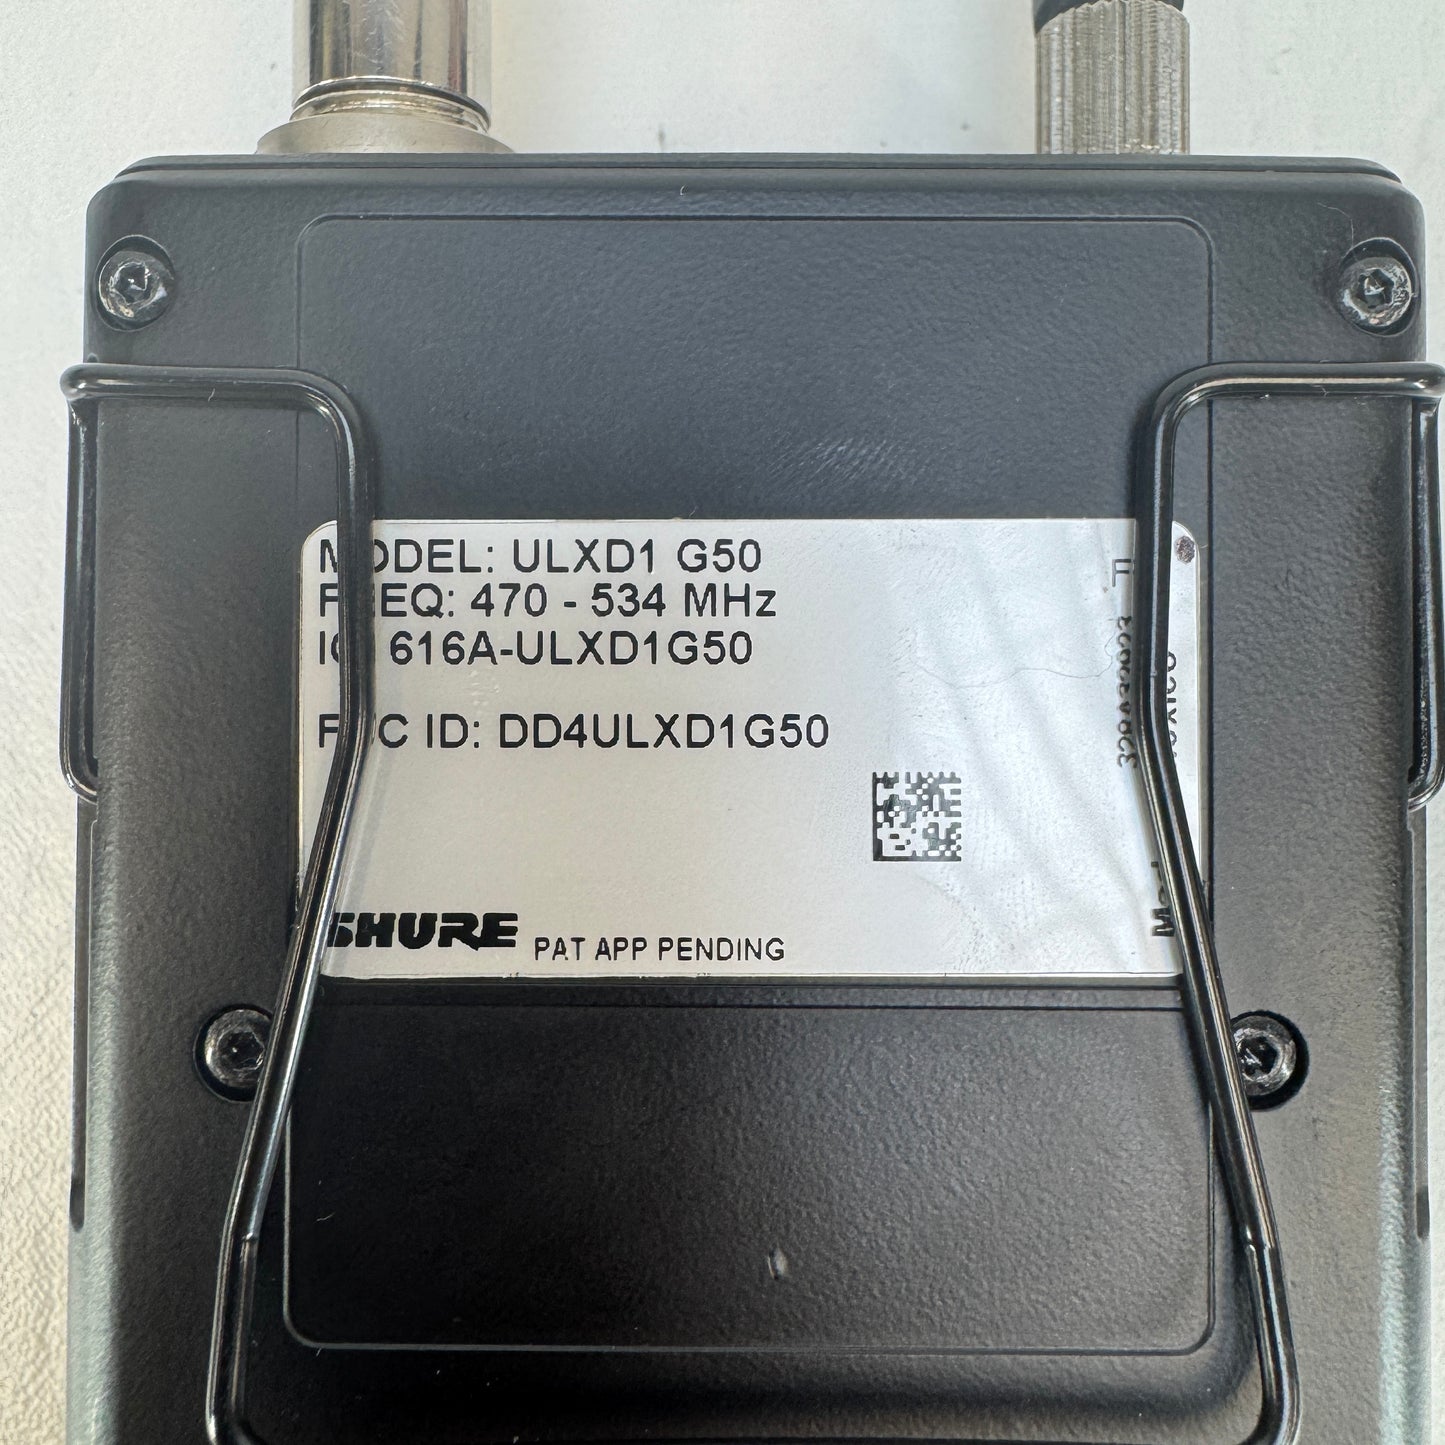 MODEL: ULXD1 G50
FREQ: 470 - 534 MHz
IC: 616A-ULXD1G50
FCC ID: DD4ULXD1G50
SHURE PAT APP PENDING